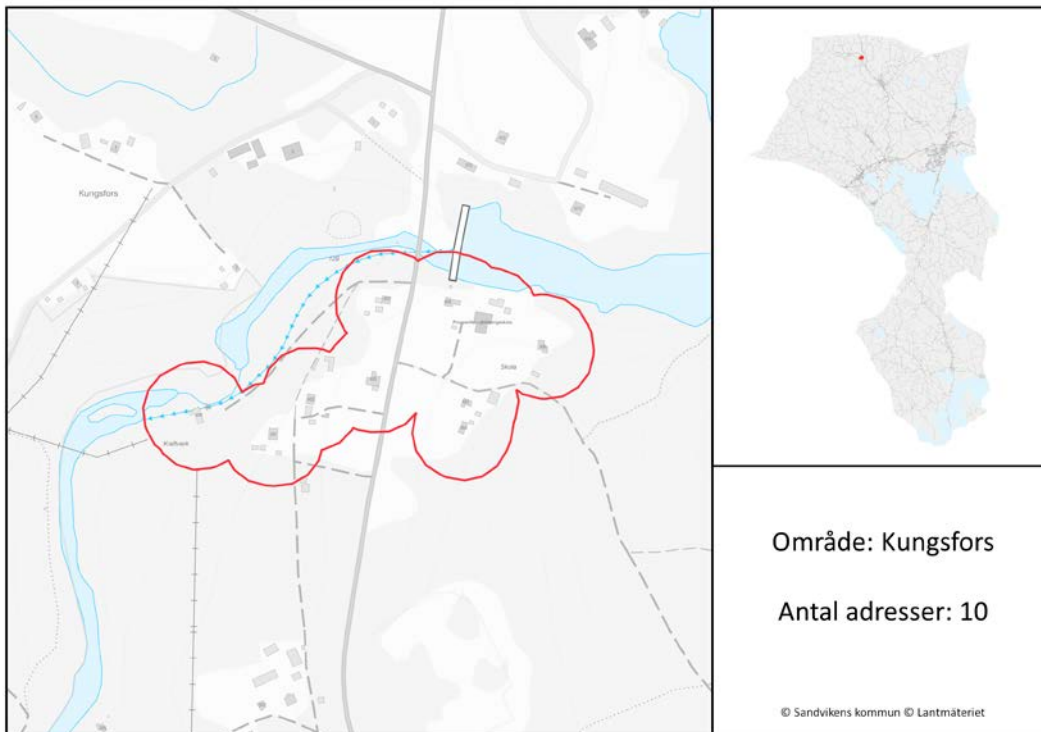 Kungsfors
Skola
Kraftverk
Område: Kungsfors
Antal adresser: 10
© Sandvikens kommun © Lantmäteriet